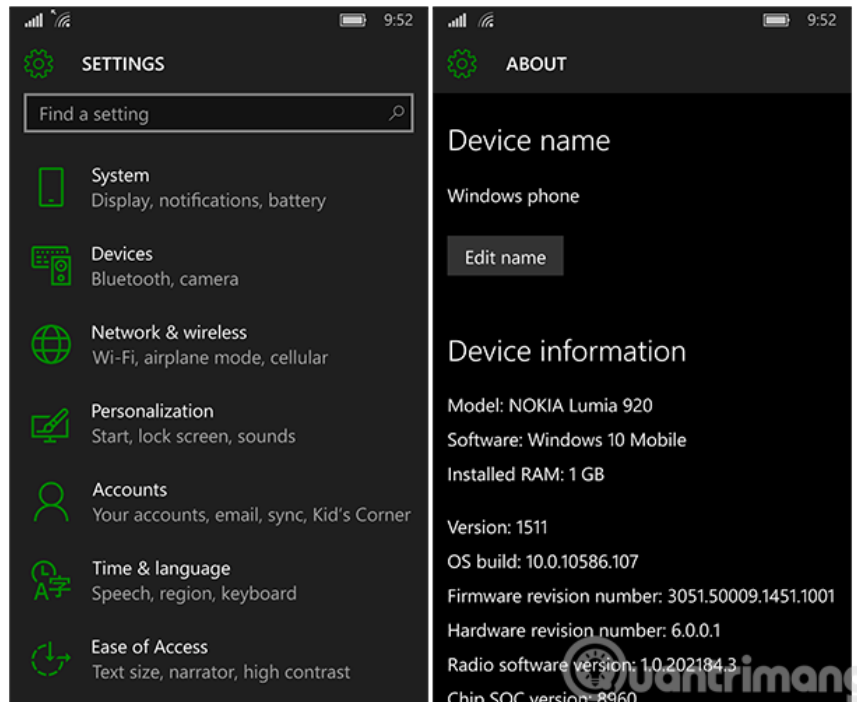 9:52
SETTINGS
Find a setting
System
Display, notifications, battery
Devices
Bluetooth, camera
Network & wireless
Wi-Fi, airplane mode, cellular
Personalization
Start, lock screen, sounds
Accounts
Your accounts, email, sync, Kid's Corner
Time & language
Speech, region, keyboard
Ease of Access
Text size, narrator, high contrast
9:52
ABOUT
Device name
Windows phone
Edit name
Device information
Model: NOKIA Lumia 920
Software: Windows 10 Mobile
Installed RAM: 1 GB
Version: 1511
OS build: 10.0.10586.107
Firmware revision number: 3051.50009.1451.1001
Hardware revision number: 6.0.0.1
Radio software version: 1.0.202184.3
Chip SOC version: 8960
uantrimang